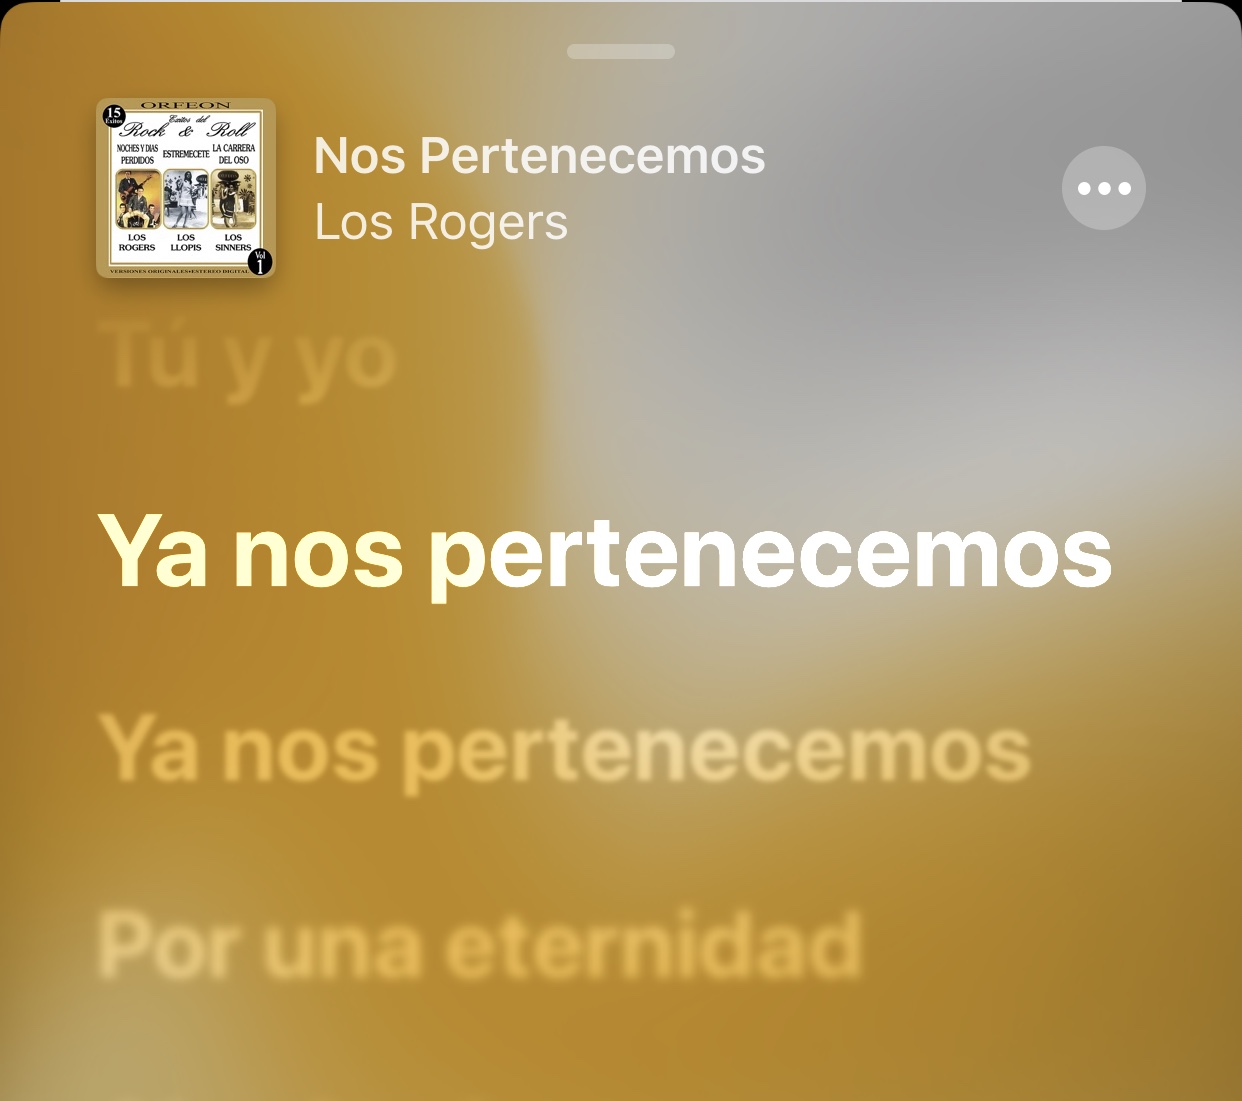 ORFEON
15
Exitos
Exitos del
Rock & Roll
NOCHES Y DIAS
PERDIDOS
ESTREMECETE
LA CARRERA
DEL OSO
LOS
ROGERS
LOS
LLOPIS
LOS
SINNERS
Vol
1
VERSIONES ORIGINALES•ESTEREO DIGITAL
Nos Pertenecemos
Los Rogers
Tú y yo
Ya nos pertenecemos
Ya nos pertenecemos
Por una eternidad